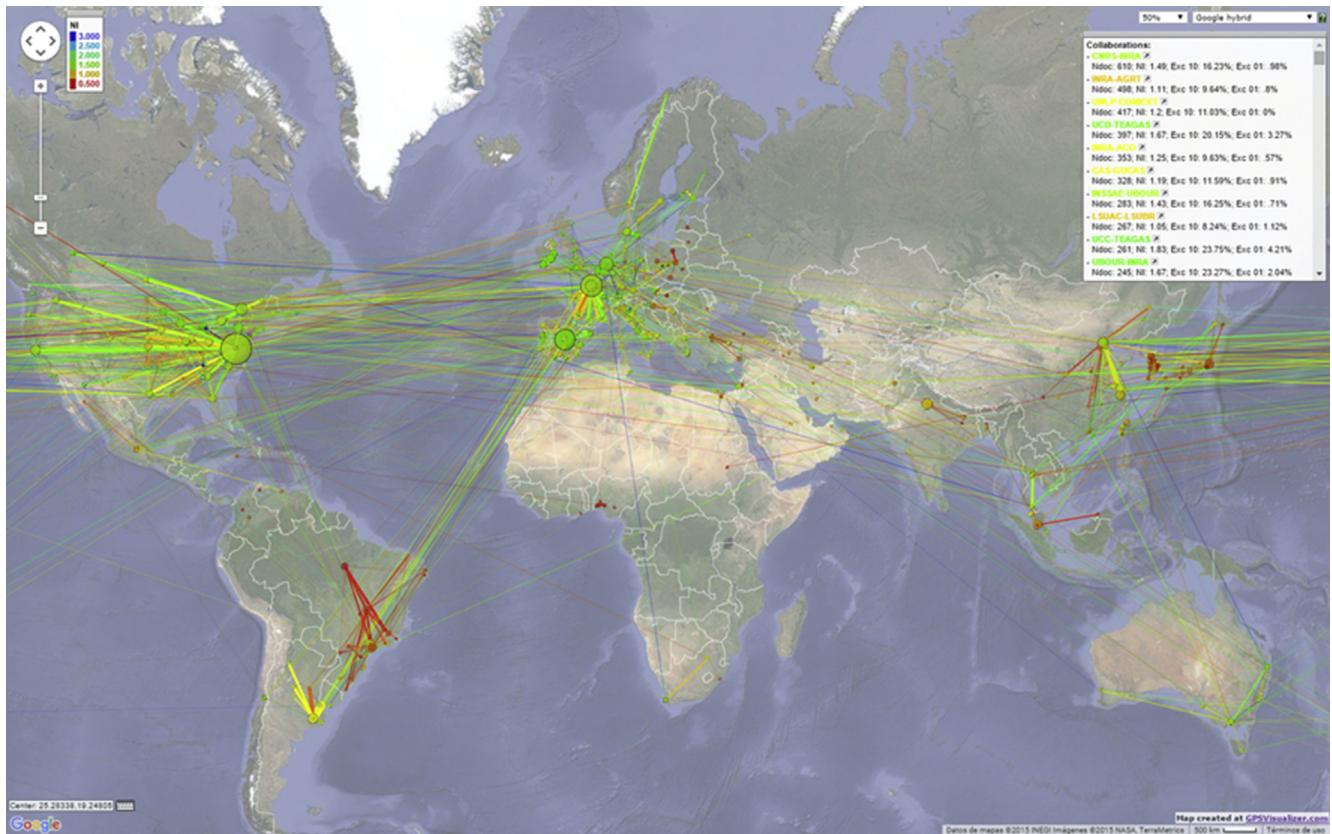 NI
3.000
2.500
2.000
1.500
1.000
0.500
50%
Google hybrid
Collaborations:
- CNRS-INRA
Ndoc: 610; NI: 1.49; Exc 10: 16.23%; Exc 01: .98%
- INRA-AGRT
Ndoc: 498; NI: 1.11; Exc 10: 9.64%; Exc 01: .8%
- UNLP-CONICET
Ndoc: 417; NI: 1.2; Exc 10: 11.03%; Exc 01: 0%
- UCD-TEAGAS
Ndoc: 397; NI: 1.67; Exc 10: 20.15%; Exc 01: 3.27%
- INRA-ACO
Ndoc: 353; NI: 1.25; Exc 10: 9.63%; Exc 01: .57%
- CAS-GUCAS
Ndoc: 328; NI: 1.19; Exc 10: 11.59%; Exc 01: .91%
- INSSAE-UBOUR
Ndoc: 283; NI: 1.43; Exc 10: 16.25%; Exc 01: .71%
- LSUAC-LSUBR
Ndoc: 267; NI: 1.05; Exc 10: 8.24%; Exc 01: 1.12%
- UCC-TEAGAS
Ndoc: 261; NI: 1.83; Exc 10: 23.75%; Exc 01: 4.21%
- UBOUR-INRA
Ndoc: 245; NI: 1.67; Exc 10: 23.27%; Exc 01: 2.04%
Center: 25.28338,19.24805
Google
Map created at GPSVisualizer.com
Datos de mapas ©2015 INEGI Imágenes ©2015 NASA, TerraMetrics
500 km
Términos de uso